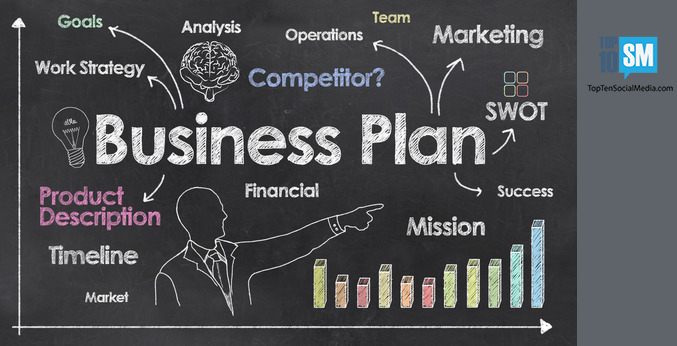 Goals
Analysis
Team
Operations
Marketing
Work Strategy
Competitor?
SWOT
Business Plan
Product
Description
Financial
Success
Mission
Timeline
Market
TOP
10
SM
TopTenSocialMedia.com